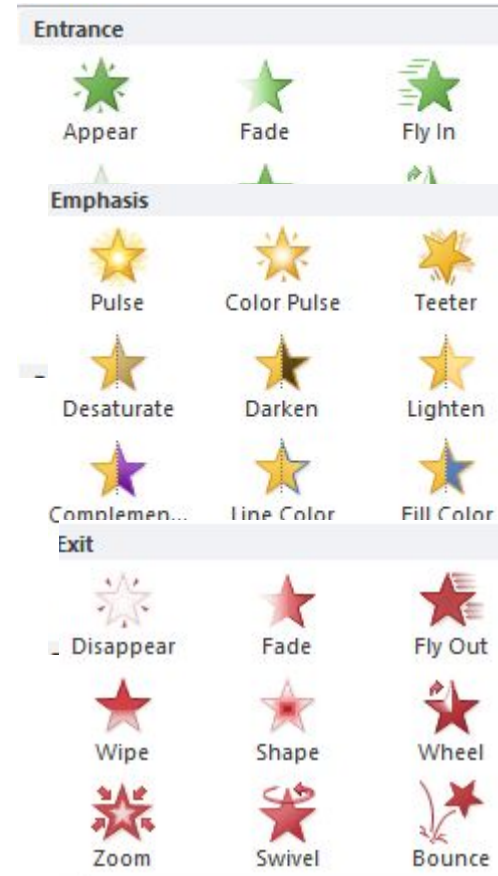 Entrance
Appear Fade Fly In
Emphasis
Pulse Color Pulse Teeter
Desaturate Darken Lighten
Complemen... Line Color Fill Color
Exit
Disappear Fade Fly Out
Wipe Shape Wheel
Zoom Swivel Bounce